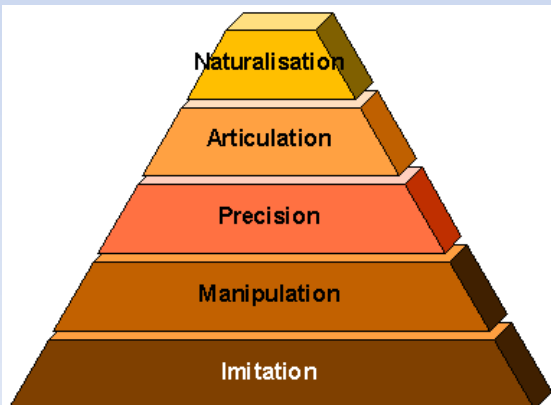 Naturalisation
Articulation
Precision
Manipulation
Imitation